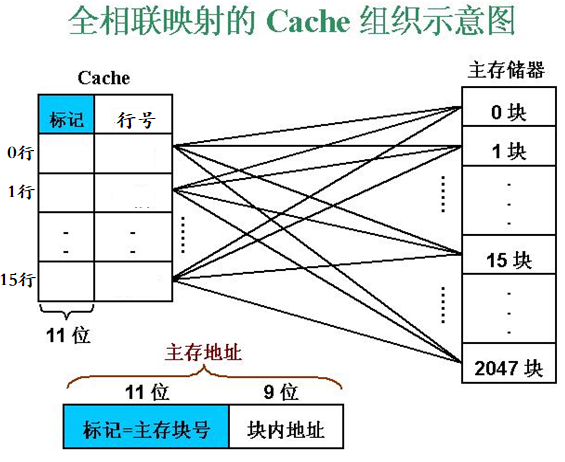 全相联映射的 Cache 组织示意图
Cache
标记
行号
0行
1行
15行
11 位
主存储器
0 块
1 块
15 块
2047 块
主存地址
11 位
9 位
标记=主存块号
块内地址